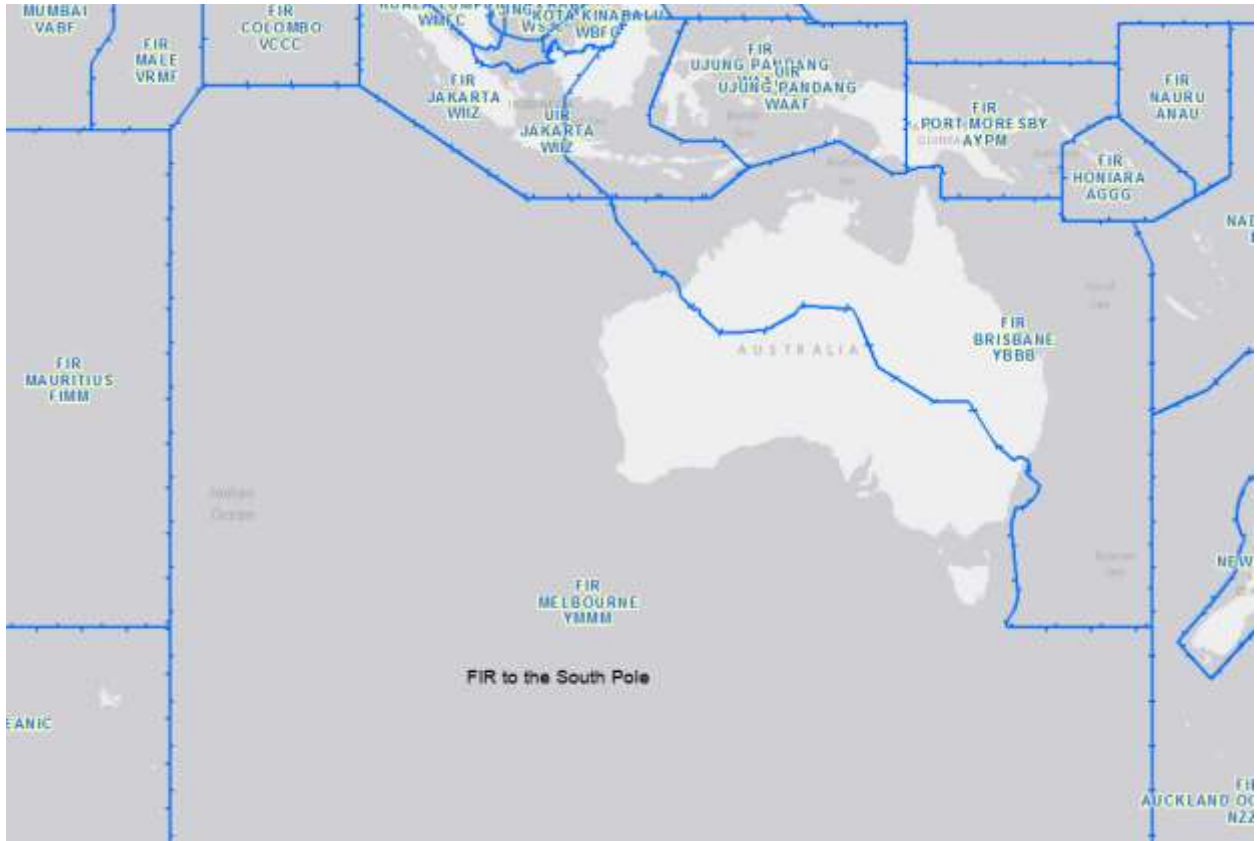 MUMBAI
VABF
FIR
MALE
VRMF
FIR
COLOMBO
VCCC
WMFC
KOTA KINABALU
WBFC
FIR
JAKARTA
WIIZ
UIR
JAKARTA
WIIZ
FIR
UJUNG PANDANG
UIR
UJUNG PANDANG
WAAF
FIR
PORT MORESBY
AYPM
FIR
NAURU
ANAU
FIR
HONIARA
AGGG
FIR
MAURITIUS
FIMM
AUSTRALIA
FIR
BRISBANE
YBBB
Indian
Ocean
FIR
MELBOURNE
YMMM
FIR to the South Pole
EANIC
NEW
AUCKLAND OC
NZZ